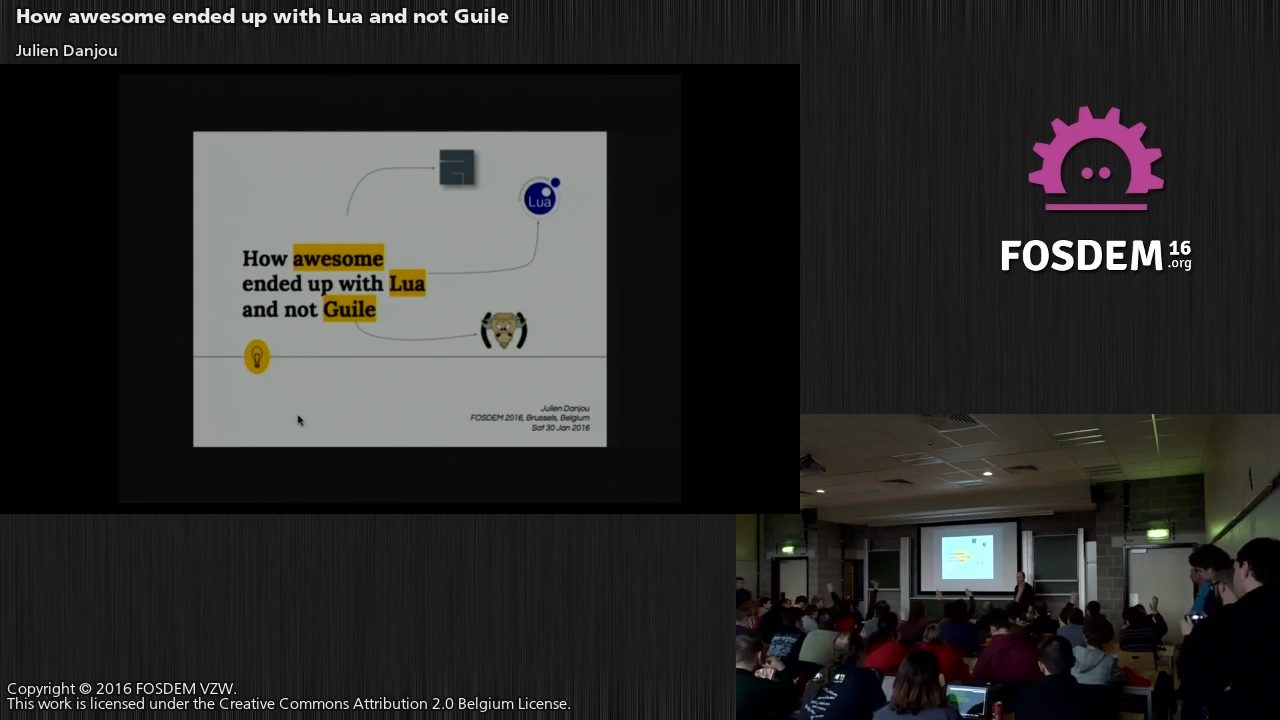 How awesome ended up with Lua and not Guile
Julien Danjou
Lua
How awesome
ended up with Lua
and not Guile
Julien Danjou
FOSDEM 2016, Brussels, Belgium
Sat 30 Jan 2016
FOSDEM 16
.org
Copyright © 2016 FOSDEM VZW.
This work is licenced under the Creative Commons Attribution 2.0 Belgium License.